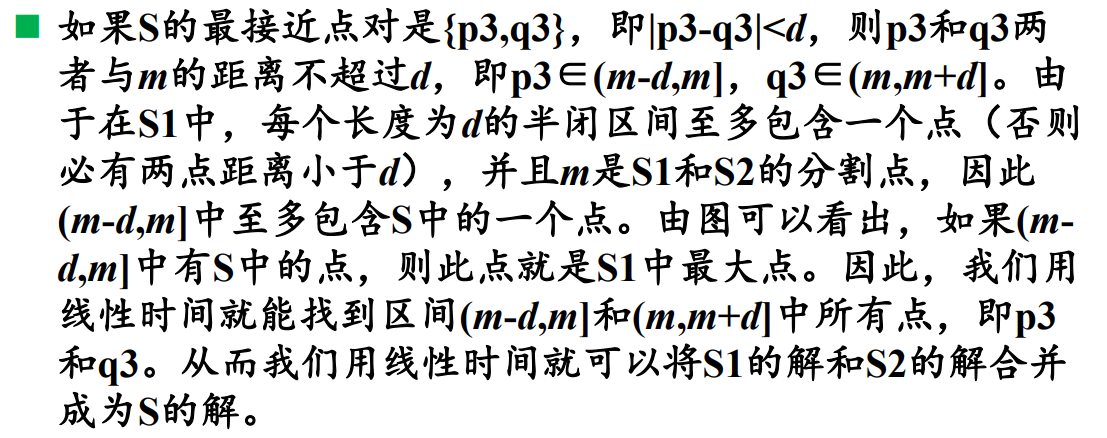 如果S的最接近点对是{p3,q3}，即|p3-q3|<d，则p3和q3两
者与m的距离不超过d，即p3∈(m-d,m]，q3∈(m,m+d]。由
于在S1中，每个长度为d的半闭区间至多包含一个点（否则
必有两点距离小于d），并且m是S1和S2的分割点，因此
(m-d,m]中至多包含S中的一个点。由图可以看出，如果(m-
d,m]中有S中的点，则此点就是S1中最大点。因此，我们用
线性时间就能找到区间(m-d,m]和(m,m+d]中所有点，即p3
和q3。从而我们用线性时间就可以将S1的解和S2的解合并
成为S的解。